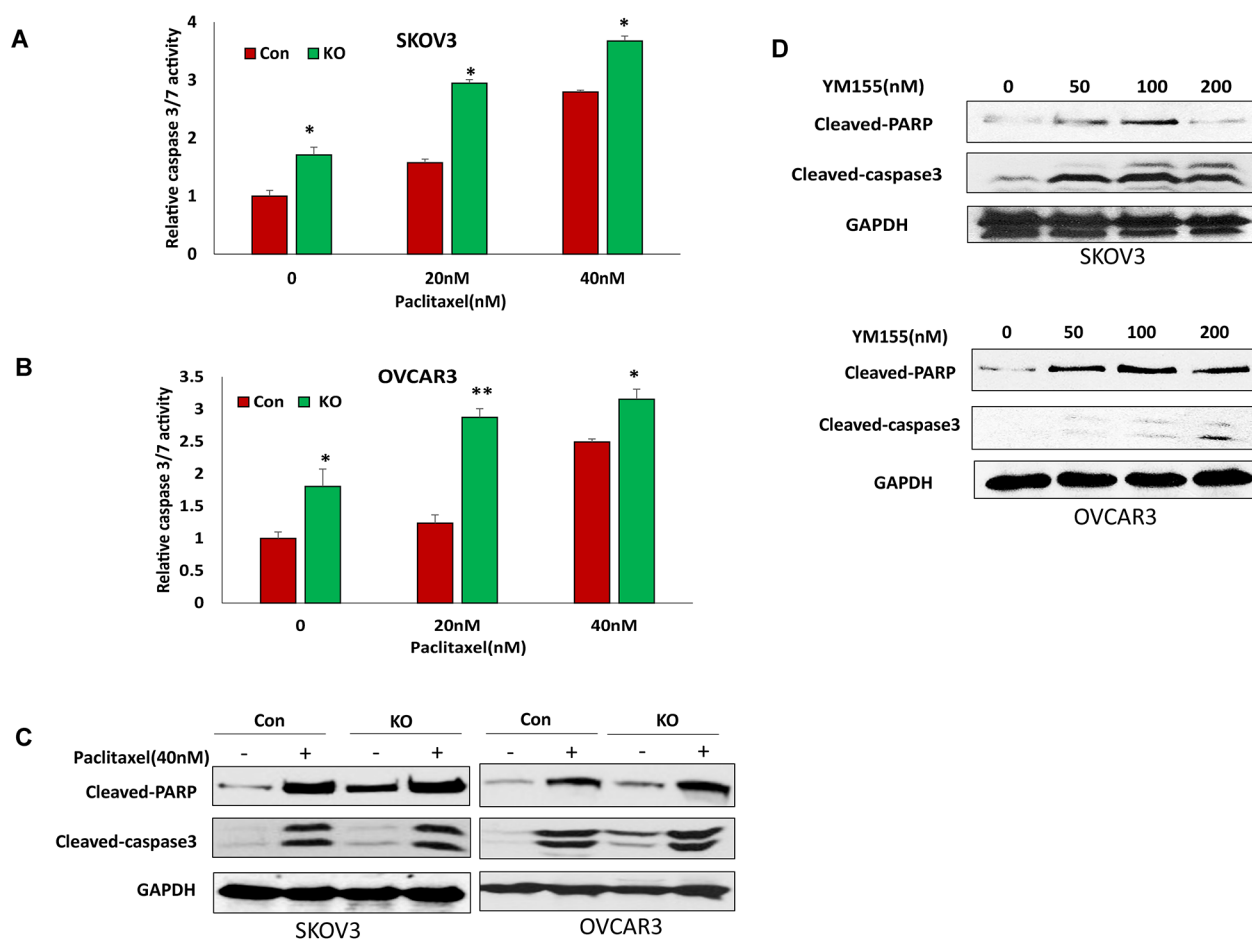 A
SKOV3
Con KO
Relative caspase 3/7 activity
4
3
2
1
0
*
*
*
0 20nM 40nM
Paclitaxel(nM)
B
OVCAR3
Con KO
Relative caspase 3/7 activity
3.5
3
2.5
2
1.5
1
0.5
0
*
**
*
0 20nM 40nM
Paclitaxel(nM)
C
Con KO Con KO
Paclitaxel(40nM) - + - + - + - +
Cleaved-PARP
Cleaved-caspase3
GAPDH
SKOV3 OVCAR3
D
YM155(nM) 0 50 100 200
Cleaved-PARP
Cleaved-caspase3
GAPDH
SKOV3
YM155(nM) 0 50 100 200
Cleaved-PARP
Cleaved-caspase3
GAPDH
OVCAR3